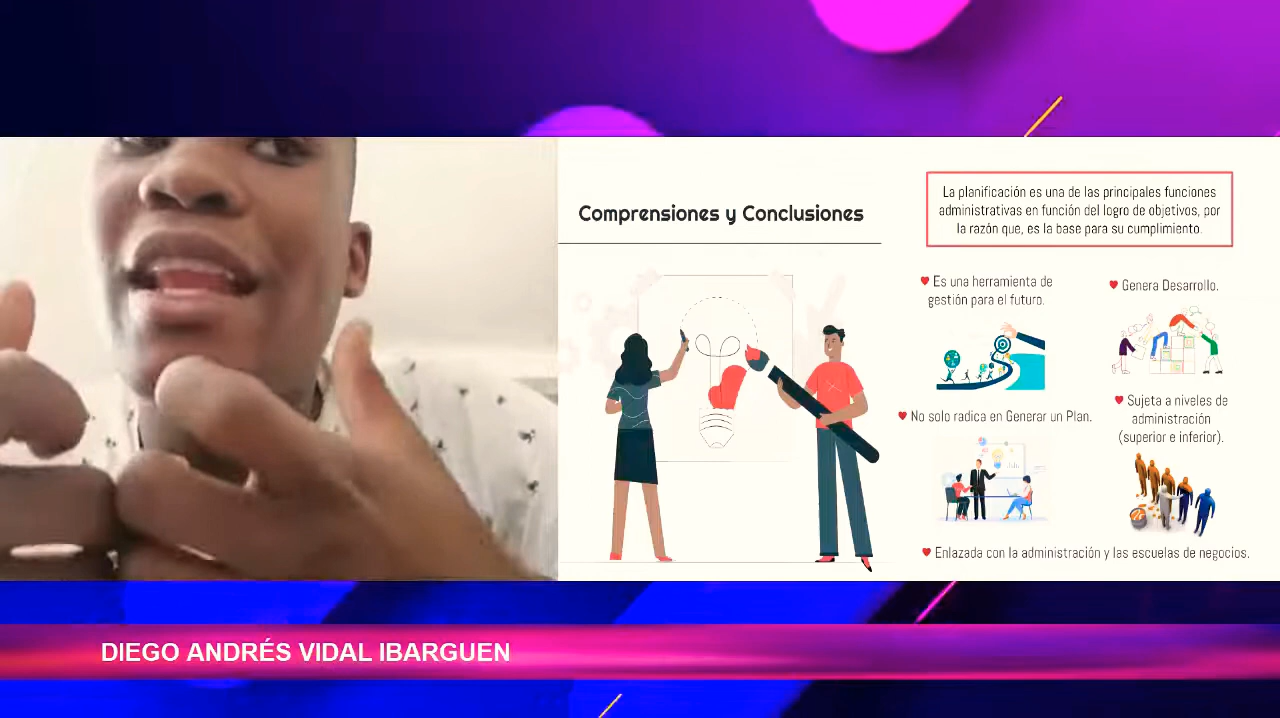 Comprensiones y Conclusiones
La planificación es una de las principales funciones
administrativas en función del logro de objetivos, por
la razón que, es la base para su cumplimiento.
Es una herramienta de
gestión para el futuro.
Genera Desarrollo.
No solo radica en Generar un Plan.
Sujeta a niveles de
administración
(superior e inferior).
Enlazada con la administración y las escuelas de negocios.
DIEGO ANDRÉS VIDAL IBARGUEN